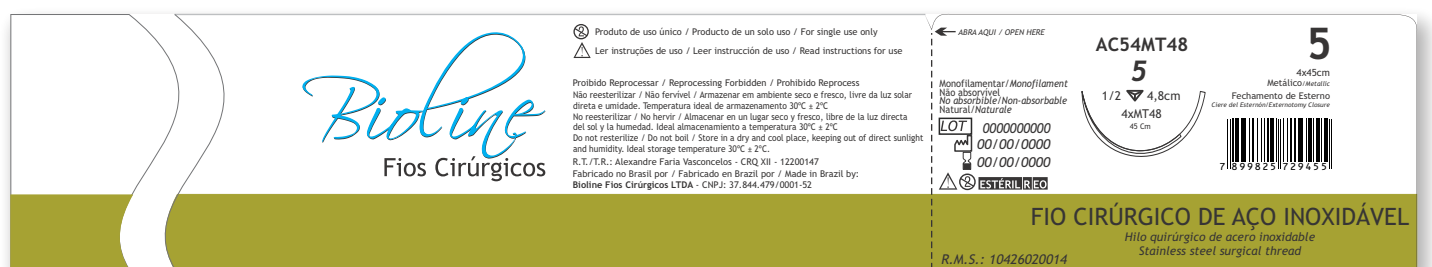 Bioline
Fios Cirúrgicos
Produto de uso único / Producto de un solo uso / For single use only
Ler instruções de uso / Leer instrucción de uso / Read instructions for use
Proibido Reprocessar / Reprocessing Forbidden / Prohibido Reprocess
Não reesterilizar / Não fervível / Armazenar em ambiente seco e fresco, livre da luz solar
direta e umidade. Temperatura ideal de armazenamento 30ºC ± 2ºC
No reesterilizar / No hervir / Almacenar en un lugar seco y fresco, libre de la luz directa
del sol y la humedad. Ideal almacenamiento a temperatura 30ºC ± 2ºC
Do not resterilize / Do not boil / Store in a dry and cool place, keeping out of direct sunlight
and humidity. Ideal storage temperature 30ºC ± 2ºC.
R.T./T.R.: Alexandre Faria Vasconcelos - CRQ XII - 12200147
Fabricado no Brasil por / Fabricado en Brazil por / Made in Brazil by:
Bioline Fios Cirúrgicos LTDA - CNPJ: 37.844.479/0001-52
ABRA AQUI / OPEN HERE
Monofilamentar/Monofilament
Não absorvível
No absorbible/Non-absorbable
Natural/Naturale
LOT 0000000000
00/00/0000
00/00/0000
2 ESTÉRIL R EO
AC54MT48
5
1/2 4,8cm
4xMT48
45 Cm
5
4x45cm
Metálico/Metallic
Fechamento de Esterno
Ciere del Externón/Externotomy Closure
7 899825 729455
FIO CIRÚRGICO DE AÇO INOXIDÁVEL
Hilo quirúrgico de acero inoxidable
Stainless steel surgical thread
R.M.S.: 10426020014